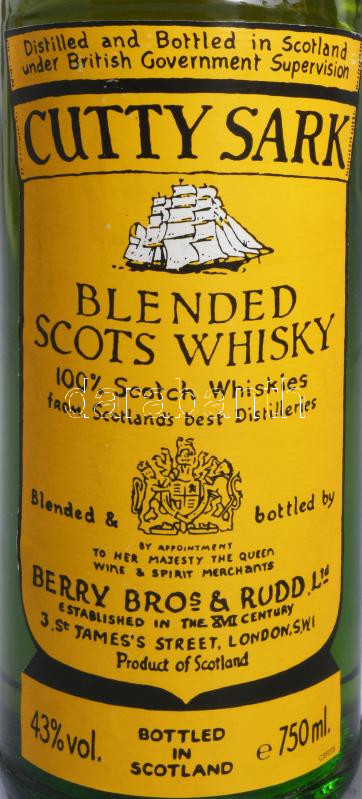 Distilled and Bottled in Scotland
under British Government Supervision
CUTTY SARK
BLENDED
SCOTS WHISKY
100% Scotch Whiskies
from Scotlands best Distilleries
darabanth
Blended & bottled by
BY APPOINTMENT
TO HER MAJESTY THE QUEEN
WINE & SPIRIT MERCHANTS
BERRY BROS & RUDD, Ltd
ESTABLISHED IN THE XVII CENTURY
3, St JAMES'S STREET, LONDON, S.W.1
Product of Scotland
43% vol. BOTTLED IN SCOTLAND e 750 ml.